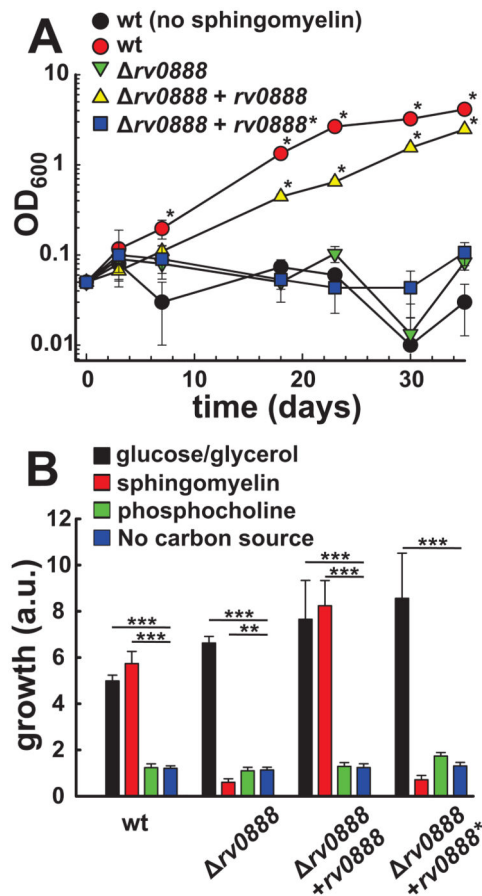 A
wt (no sphingomyelin)
wt
Δrv0888
Δrv0888 + rv0888
Δrv0888 + rv0888*
OD600
10
1
0.1
0.01
* * * * *
* * * *
0 10 20 30
time (days)
B
glucose/glycerol
sphingomyelin
phosphocholine
No carbon source
growth (a.u.)
12
10
8
6
4
2
0
***
***
***
**
***
***
***
wt
Δrv0888
Δrv0888
+rv0888
Δrv0888
+rv0888*